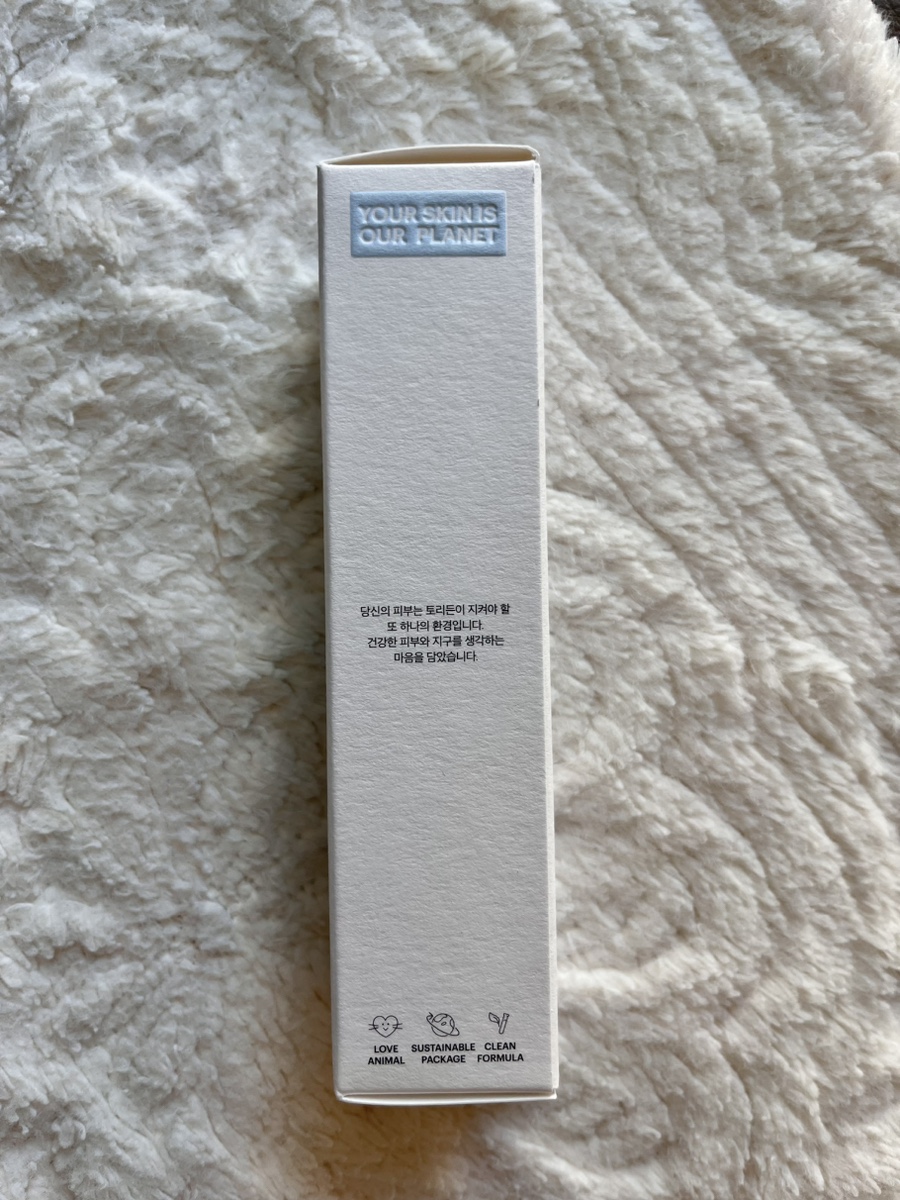 YOUR SKIN IS
OUR PLANET
당신의 피부는 토리든이 지켜야 할
또 하나의 환경입니다.
건강한 피부와 지구를 생각하는
마음을 담았습니다.
LOVE
ANIMAL
SUSTAINABLE
PACKAGE
CLEAN
FORMULA